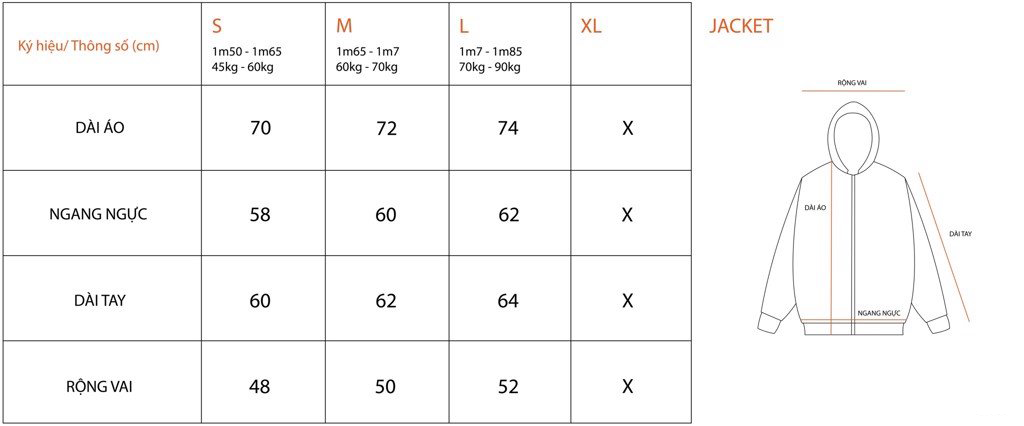 Ký hiệu/ Thông số (cm)
S
1m50 - 1m65
45kg - 60kg
M
1m65 - 1m7
60kg - 70kg
L
1m7 - 1m85
70kg - 90kg
XL
DÀI ÁO 70 72 74 X
NGANG NGỰC 58 60 62 X
DÀI TAY 60 62 64 X
RỘNG VAI 48 50 52 X
JACKET
RỘNG VAI
DÀI ÁO
DÀI TAY
NGANG NGỰC